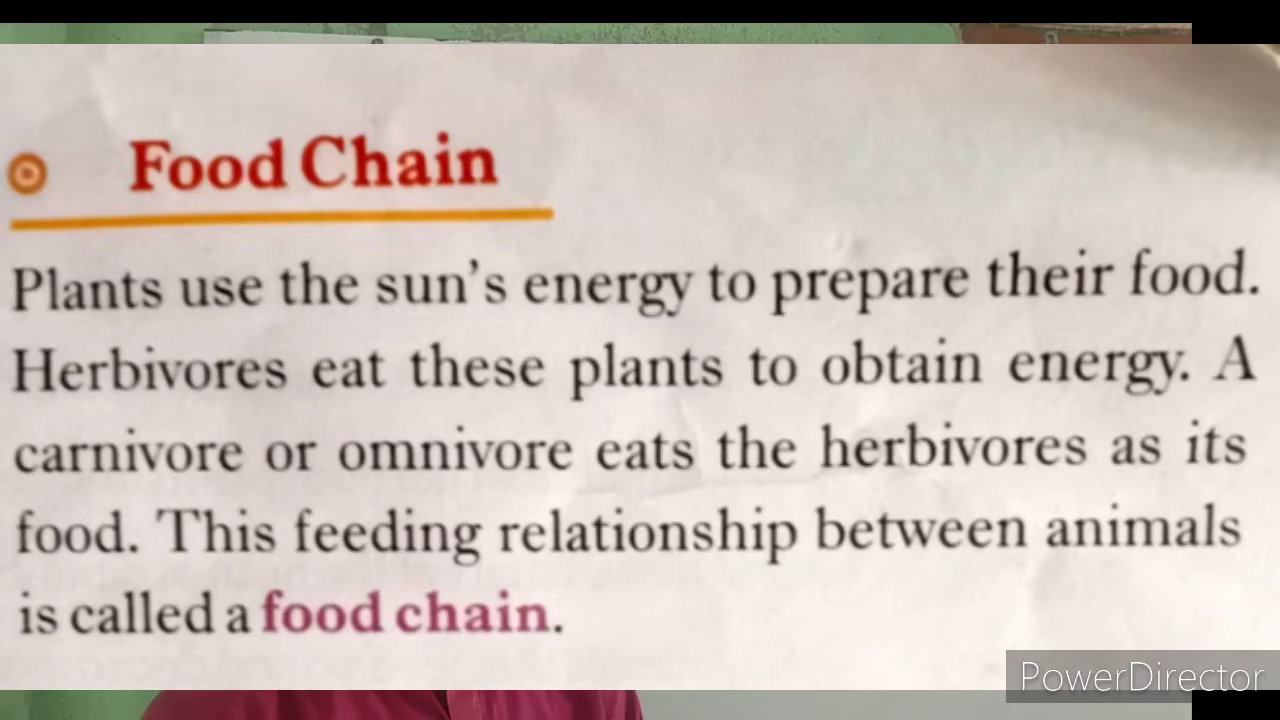 Food Chain
Plants use the sun's energy to prepare their food.
Herbivores eat these plants to obtain energy. A
carnivore or omnivore eats the herbivores as its
food. This feeding relationship between animals
is called a food chain.
PowerDirector